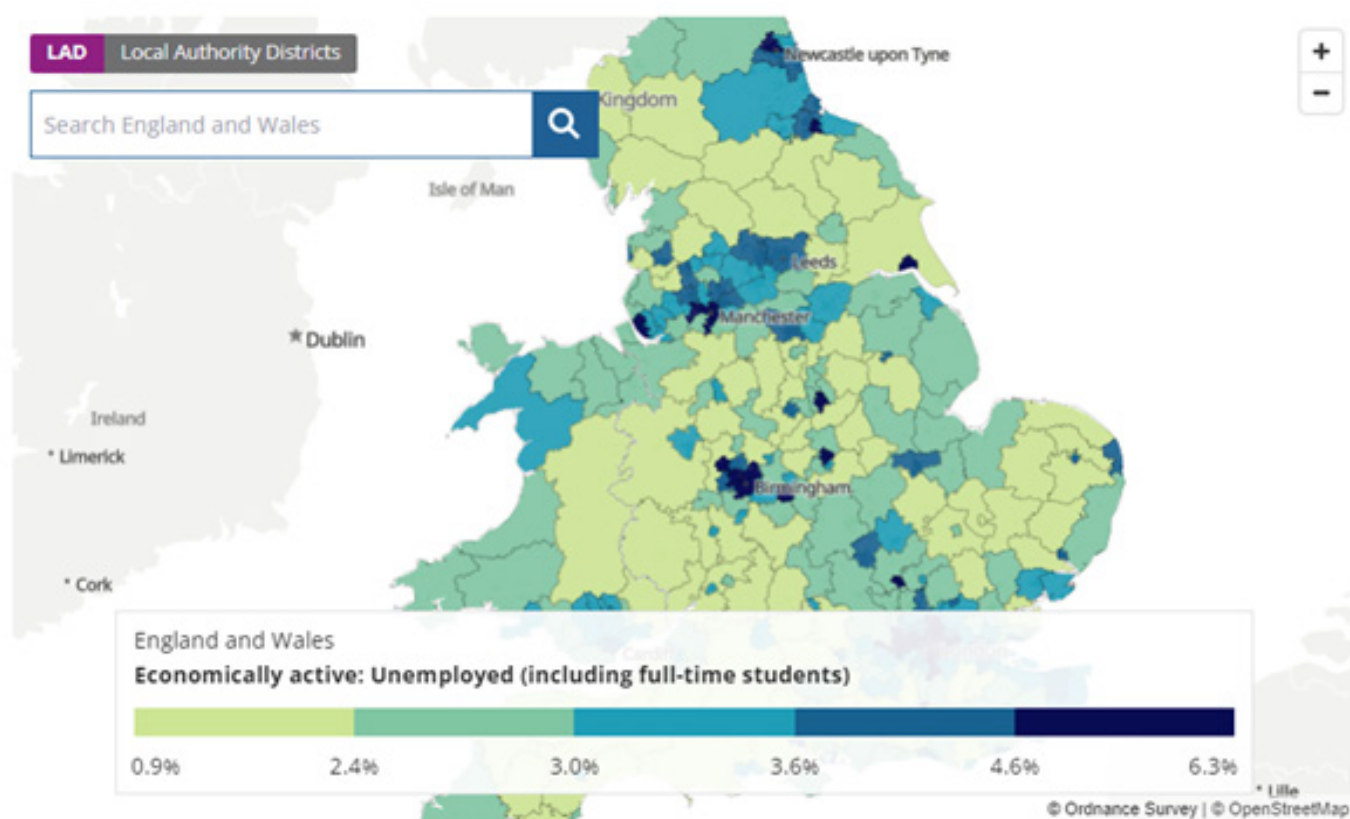 LAD Local Authority Districts
Newcastle upon Tyne
+
Kingdom
−
Search England and Wales
Isle of Man
Leeds
Manchester
Dublin
Ireland
Limerick
Birmingham
Cork
England and Wales
Economically active: Unemployed (including full-time students)
0.9% 2.4% 3.0% 3.6% 4.6% 6.3%
Lille
© Ordnance Survey | © OpenStreetMap